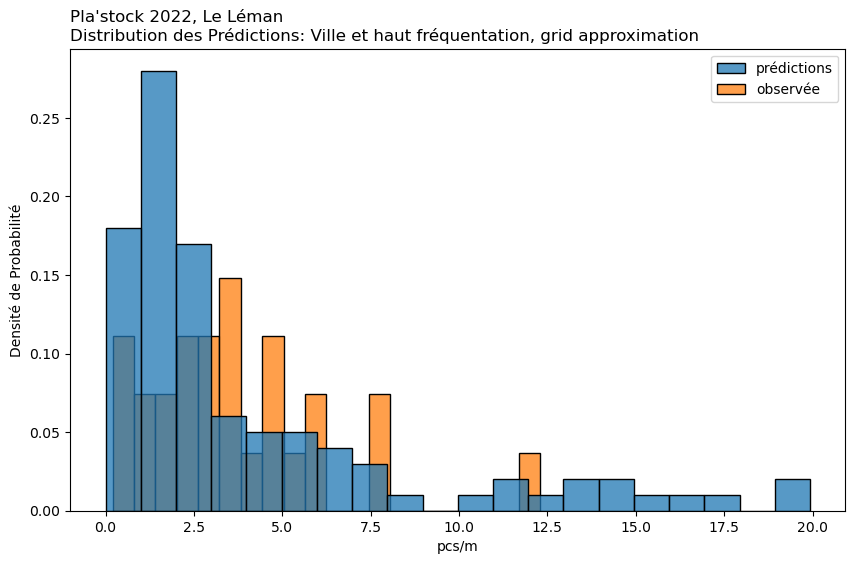 Pla'stock 2022, Le Léman
Distribution des Prédictions: Ville et haut fréquentation, grid approximation
prédictions
observée
Densité de Probabilité
0.25
0.20
0.15
0.10
0.05
0.00
0.0 2.5 5.0 7.5 10.0 12.5 15.0 17.5 20.0
pcs/m